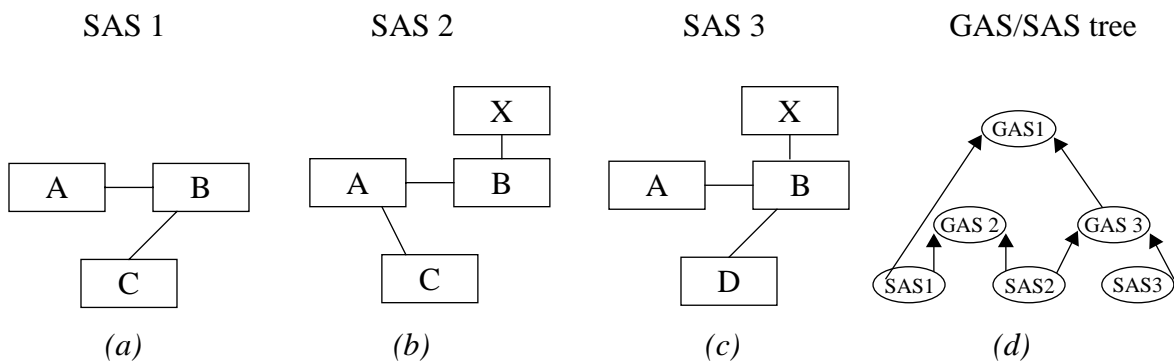 SAS 1
SAS 2
SAS 3
GAS/SAS tree
A
B
C
X
A
B
C
X
A
B
D
GAS1
GAS 2
GAS 3
SAS1
SAS2
SAS3
(a)
(b)
(c)
(d)